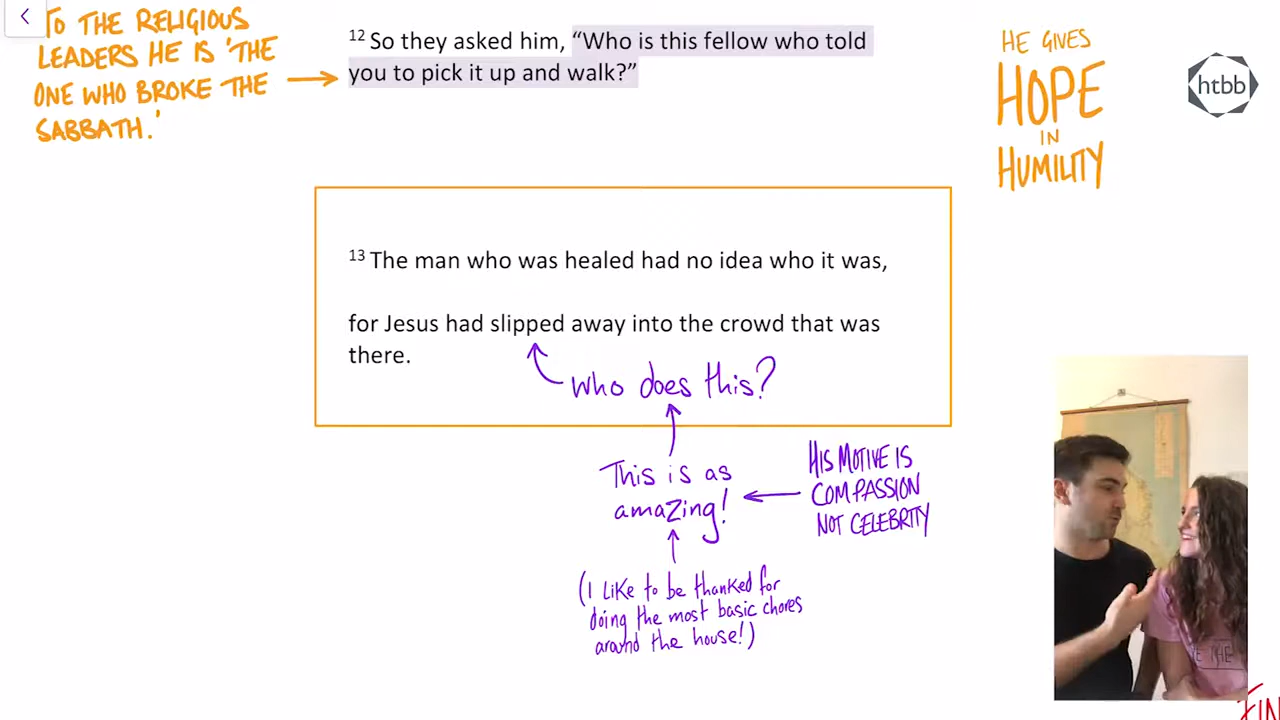 TO THE RELIGIOUS
LEADERS HE IS 'THE
ONE WHO BROKE THE
SABBATH.'
12 So they asked him, “Who is this fellow who told
you to pick it up and walk?”
HE GIVES
HOPE
IN
HUMILITY
htbb
13 The man who was healed had no idea who it was,
for Jesus had slipped away into the crowd that was
there.
Who does this?
This is as
amazing!
HIS MOTIVE IS
COMPASSION
NOT CELEBRITY
(I like to be thanked for
doing the most basic chores
around the house!)
THE
FIN